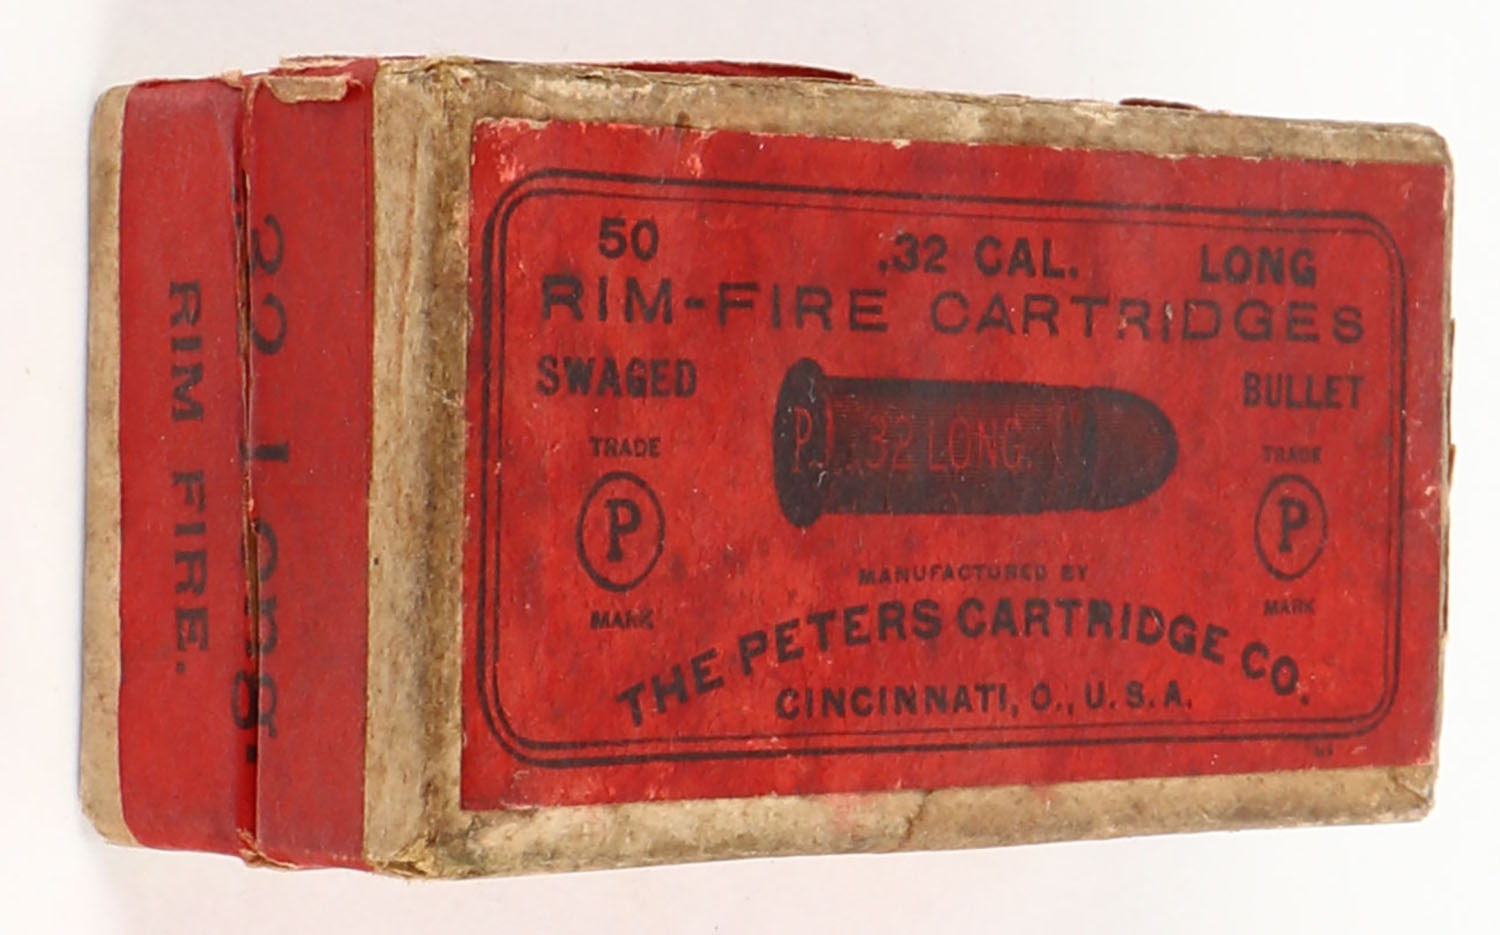 50 .32 CAL. LONG
RIM-FIRE CARTRIDGES
SWAGED BULLET
P. .32 LONG.
TRADE P MARK
TRADE P MARK
MANUFACTURED BY
THE PETERS CARTRIDGE CO.
CINCINNATI, O., U.S.A.
32 Long.
RIM FIRE.